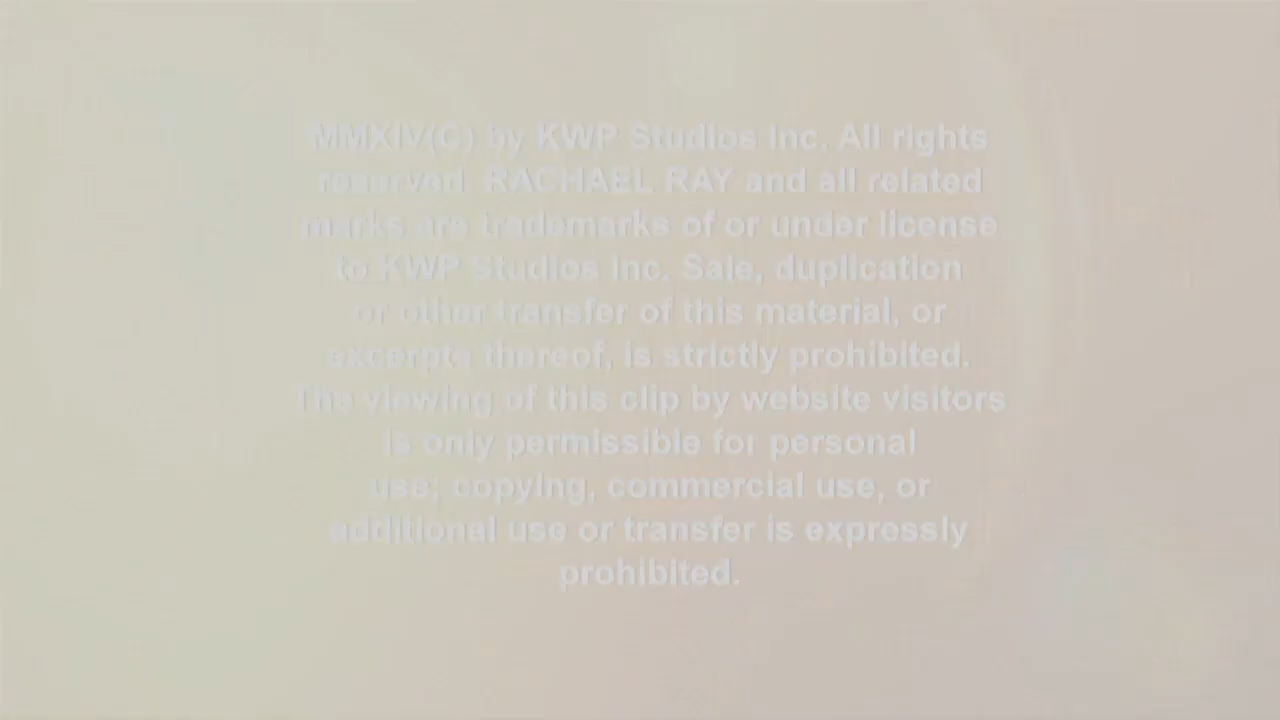 MMXIV(C) by KWP Studios Inc. All rights
reserved. RACHAEL RAY and all related
marks are trademarks of or under license
to KWP Studios Inc. Sale, duplication
or other transfer of this material, or
excerpts thereof, is strictly prohibited.
The viewing of this clip by website visitors
is only permissible for personal
use; copying, commercial use, or
additional use or transfer is expressly
prohibited.